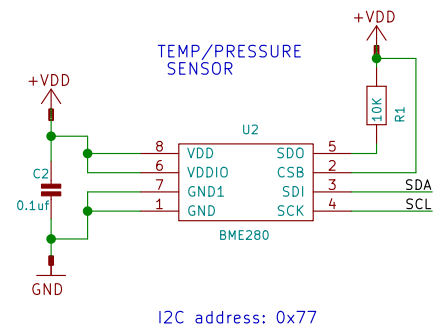 +VDD
TEMP/PRESSURE
SENSOR
+VDD
10K
R1
U2
8 VDD SDO 5
6 VDDIO CSB 2
7 GND1 SDI 3 SDA
1 GND SCK 4 SCL
C2
0.1uf
BME280
GND
I2C address: 0x77